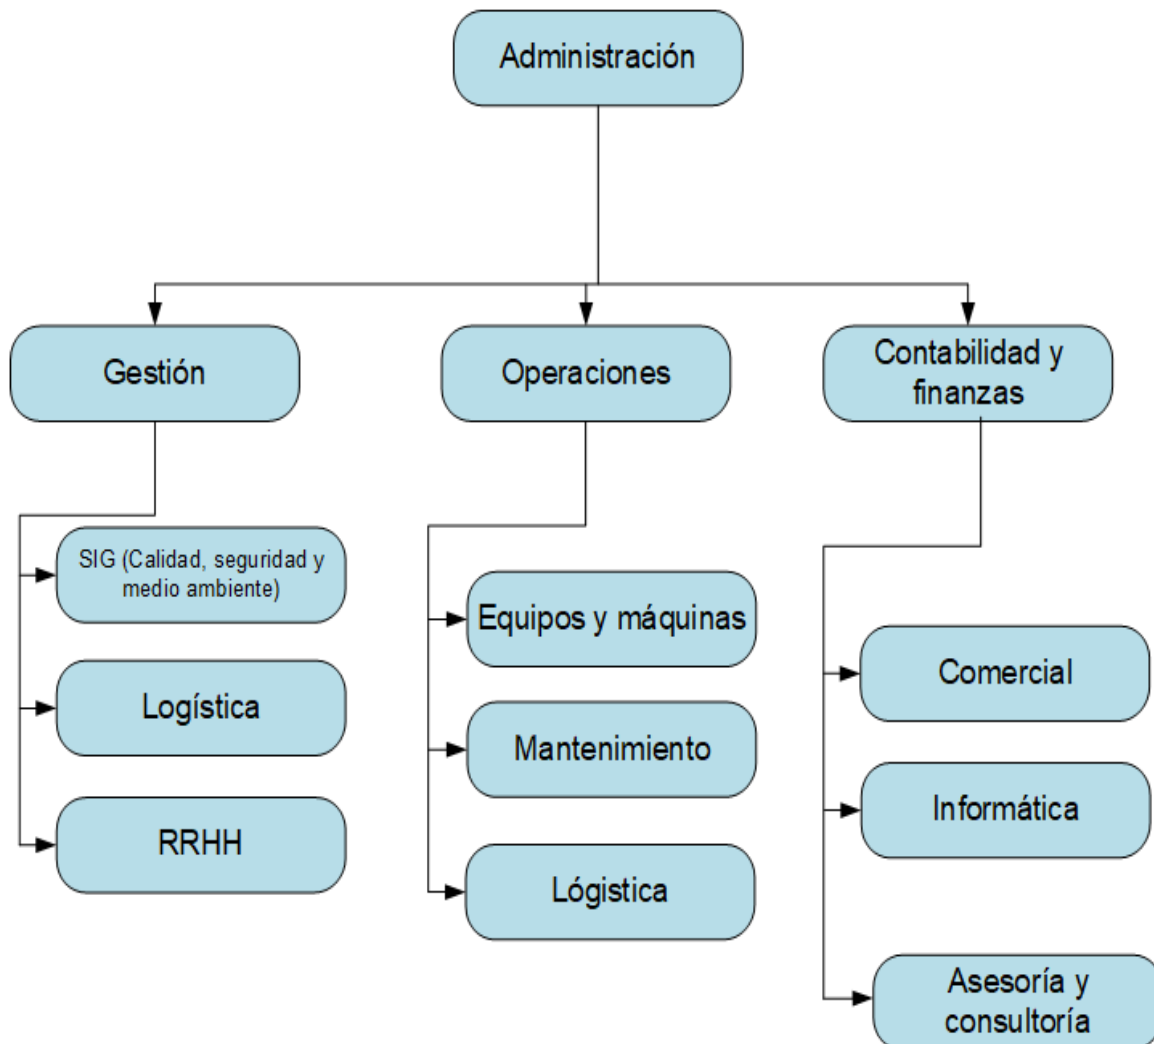 Administración
Gestión
Operaciones
Contabilidad y
finanzas
SIG (Calidad, seguridad y
medio ambiente)
Logística
RRHH
Equipos y máquinas
Mantenimiento
Lógistica
Comercial
Informática
Asesoría y
consultoría